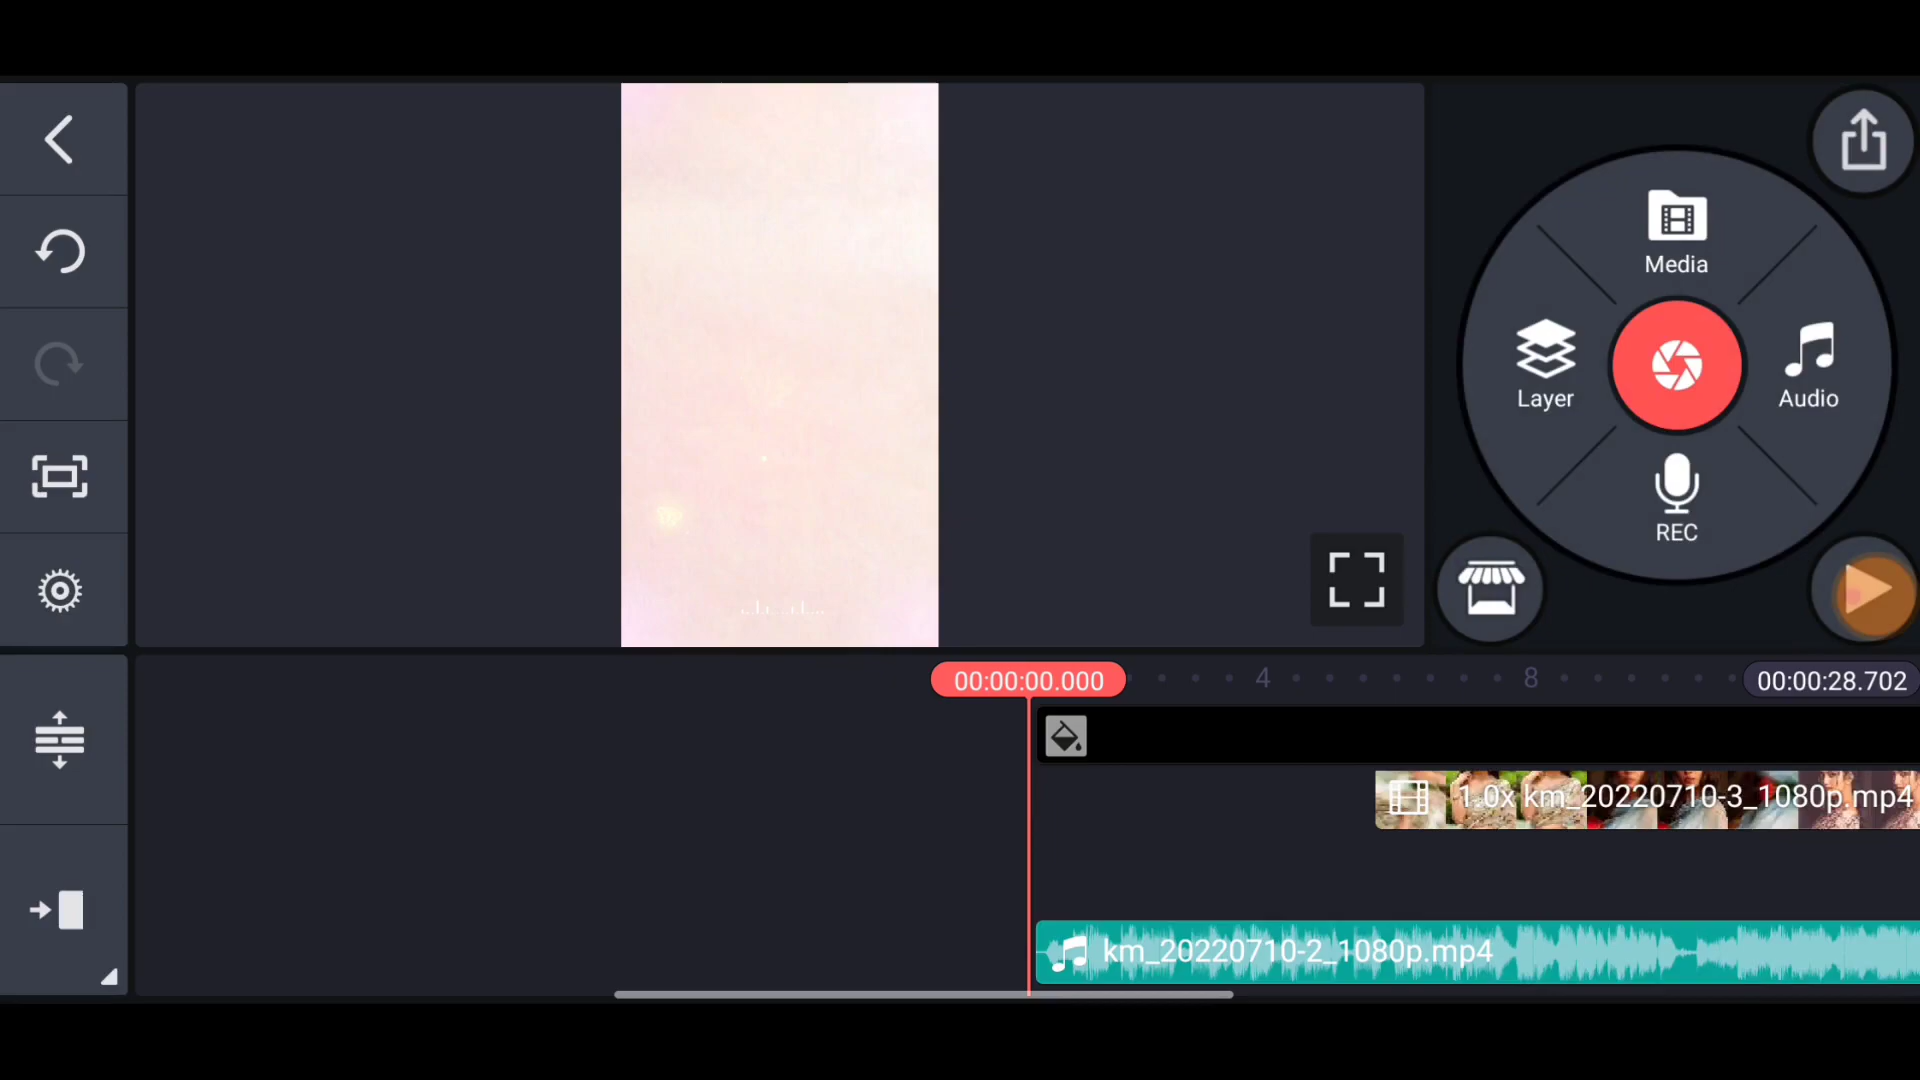 Media
Layer
Audio
REC
00:00:00.000
4
8
00:00:28.702
1.0x km_20220710-3_1080p.mp4
km_20220710-2_1080p.mp4